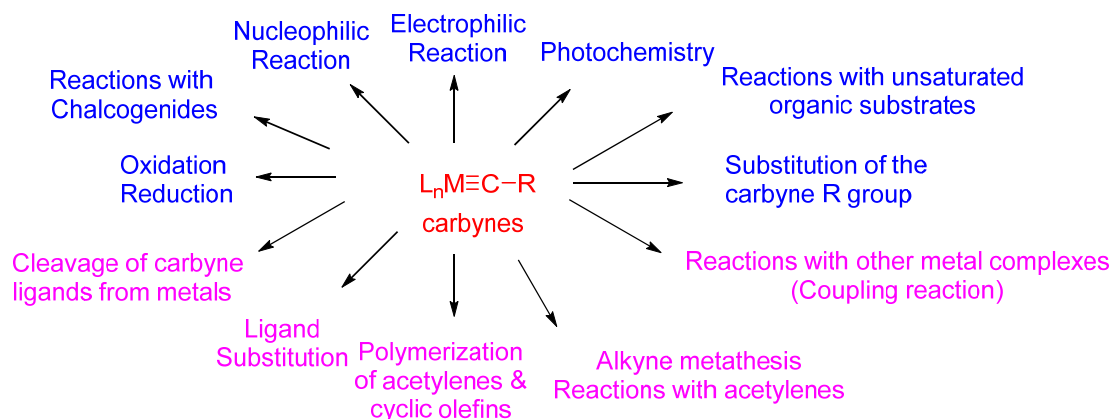 Nucleophilic
Reaction
Electrophilic
Reaction
Photochemistry
Reactions with
Chalcogenides
Reactions with unsaturated
organic substrates
Oxidation
Reduction
LnM≡C–R
carbynes
Substitution of the
carbyne R group
Cleavage of carbyne
ligands from metals
Reactions with other metal complexes
(Coupling reaction)
Ligand
Substitution
Polymerization
of acetylenes &
cyclic olefins
Alkyne metathesis
Reactions with acetylenes